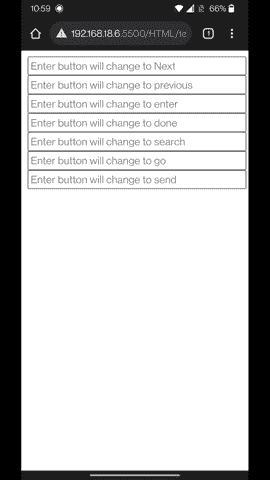 10:59
66%
192.168.18.6:5500/HTML/te
1
Enter button will change to Next
Enter button will change to previous
Enter button will change to enter
Enter button will change to done
Enter button will change to search
Enter button will change to go
Enter button will change to send